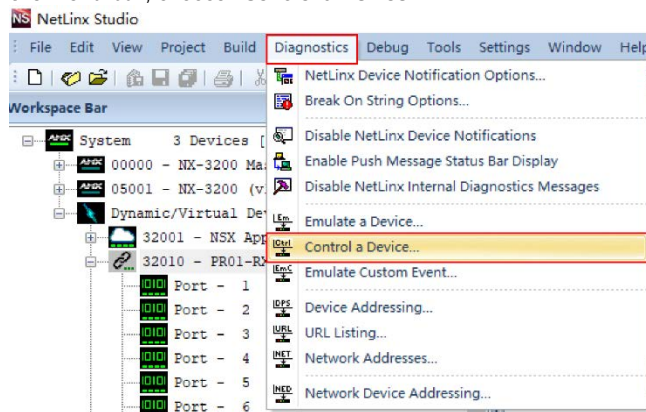 NetLinx Studio
File Edit View Project Build Diagnostics Debug Tools Settings Window Help
Workspace Bar
System 3 Devices [
00000 - NX-3200 Ma
05001 - NX-3200 (v
Dynamic/Virtual De
32001 - NSX App
32010 - PR01-RX
Port - 1
Port - 2
Port - 3
Port - 4
Port - 5
Port - 6
NetLinx Device Notification Options...
Break On String Options...
Disable NetLinx Device Notifications
Enable Push Message Status Bar Display
Disable NetLinx Internal Diagnostics Messages
Emulate a Device...
Control a Device...
Emulate Custom Event...
Device Addressing...
URL Listing...
Network Addresses...
Network Device Addressing...